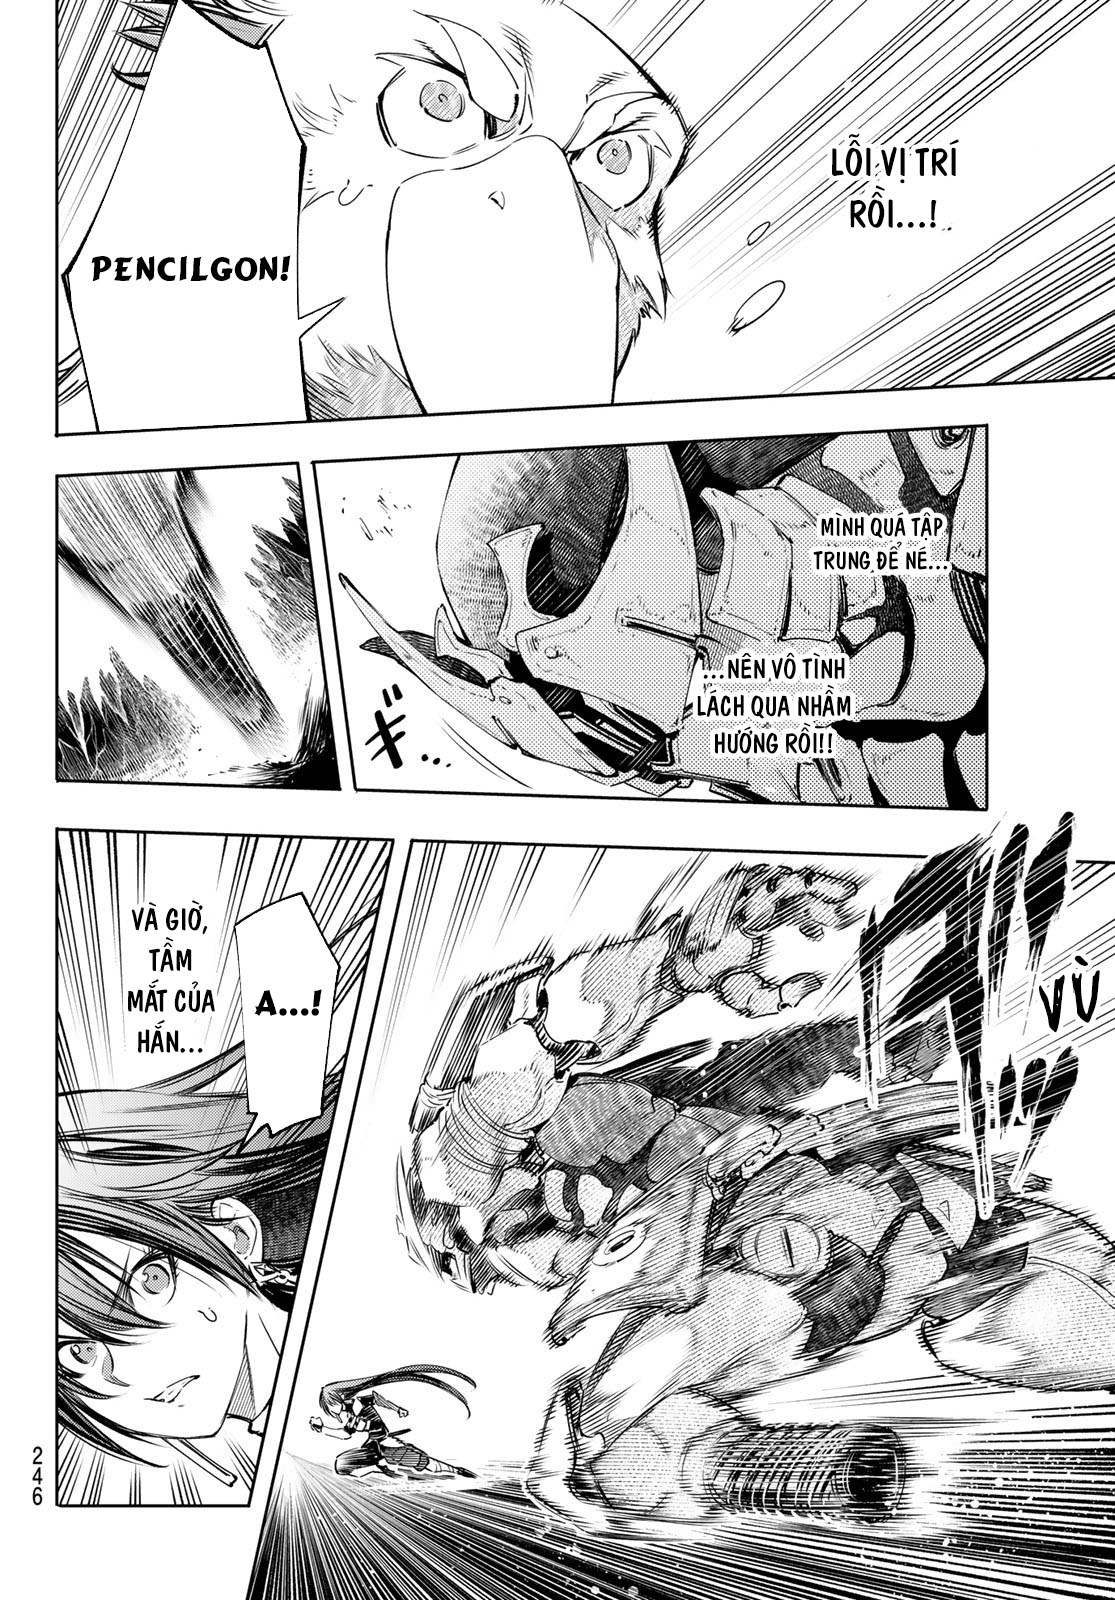 LỖI VỊ TRÍ
RỒI...!
PENCILGON!
MÌNH QUÁ TẬP
TRUNG ĐỂ NÉ...
...NÊN VÔ TÌNH
LÁCH QUA NHẦM
HƯỚNG RỒI!!
ギ...
VÙ
A...!
VÀ GIỜ,
TẦM
MẮT CỦA
HẮN...
246